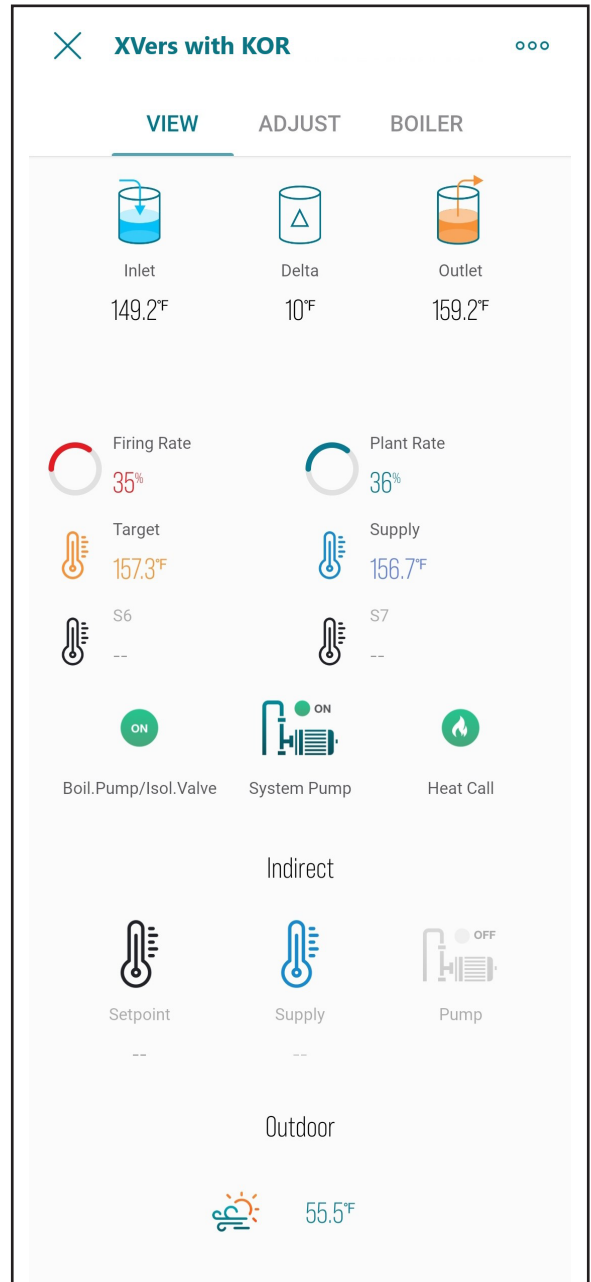 XVers with KOR
VIEW ADJUST BOILER
Inlet Delta Outlet
149.2°F 10°F 159.2°F
Firing Rate Plant Rate
35% 36%
Target Supply
157.3°F 156.7°F
S6 S7
-- --
ON
ON
Boil.Pump/Isol.Valve System Pump Heat Call
Indirect
OFF
Setpoint Supply Pump
-- --
Outdoor
55.5°F